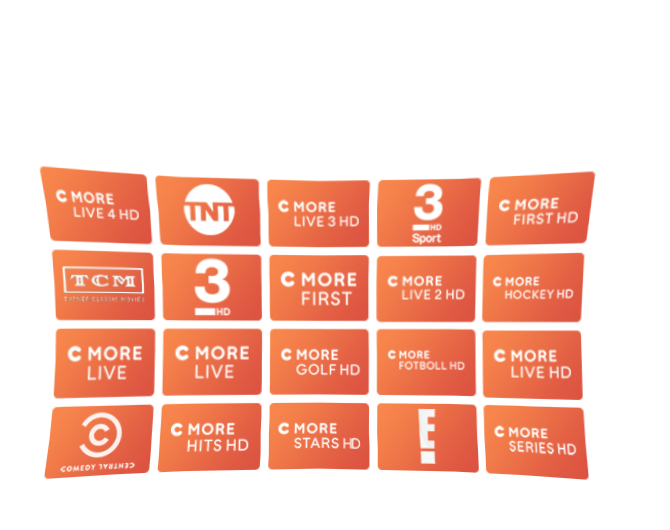 C MORE
LIVE 4 HD
TNT
C MORE
LIVE 3 HD
3
HD
Sport
C MORE
FIRST HD
TCM
TURNER CLASSIC MOVIES
3
HD
C MORE
FIRST
C MORE
LIVE 2 HD
C MORE
HOCKEY HD
C MORE
LIVE
C MORE
LIVE
C MORE
GOLF HD
C MORE
FOTBOLL HD
C MORE
LIVE HD
C
COMEDY CENTRAL
C MORE
HITS HD
C MORE
STARS HD
E!
C MORE
SERIES HD